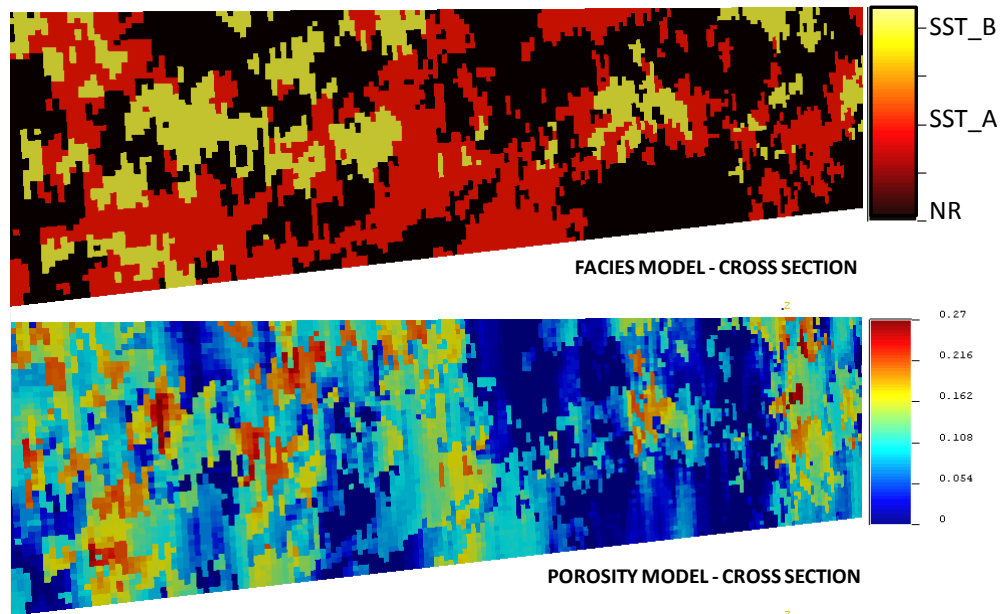 SST_B
SST_A
NR
FACIES MODEL - CROSS SECTION
.z
0.27
0.216
0.162
0.108
0.054
0
POROSITY MODEL - CROSS SECTION